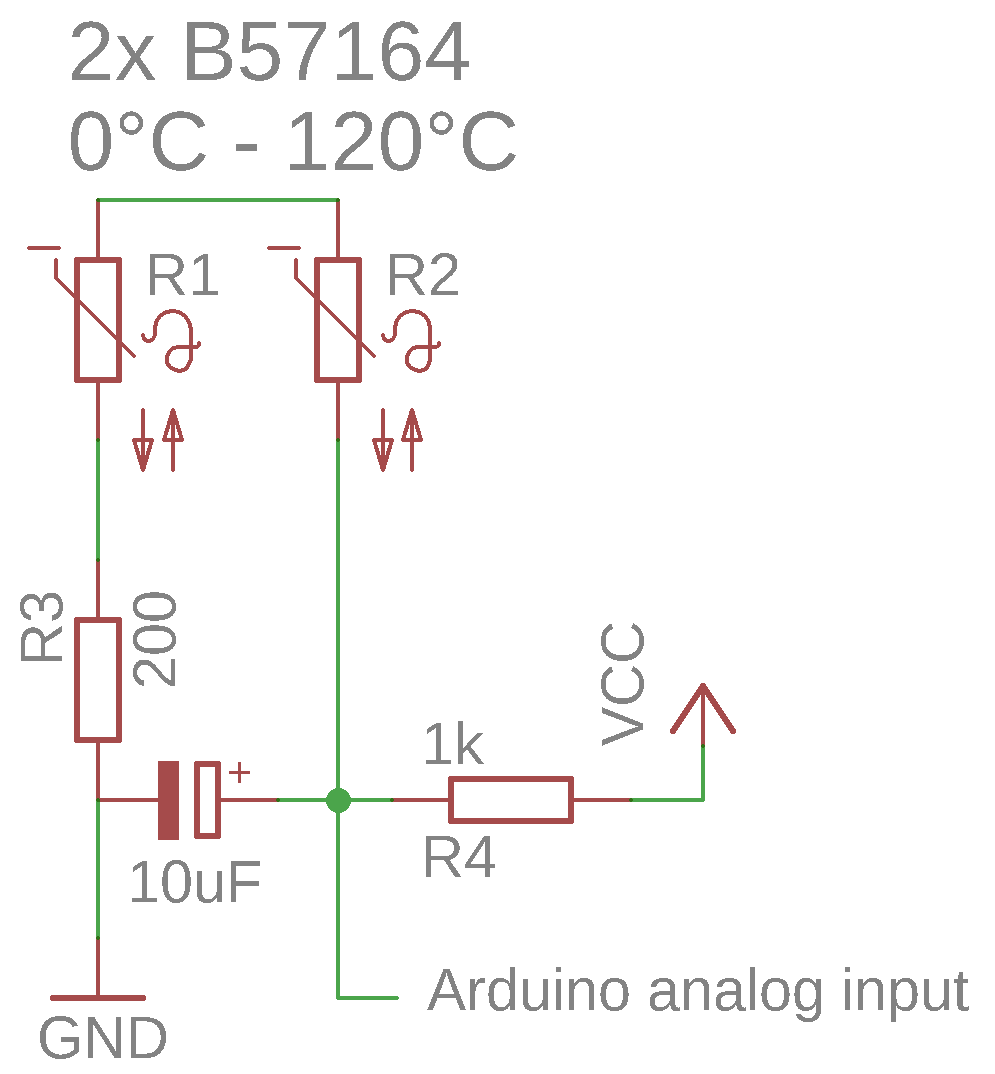 2x B57164
0°C - 120°C
R1
R2
R3
200
VCC
1k
+
R4
10uF
Arduino analog input
GND